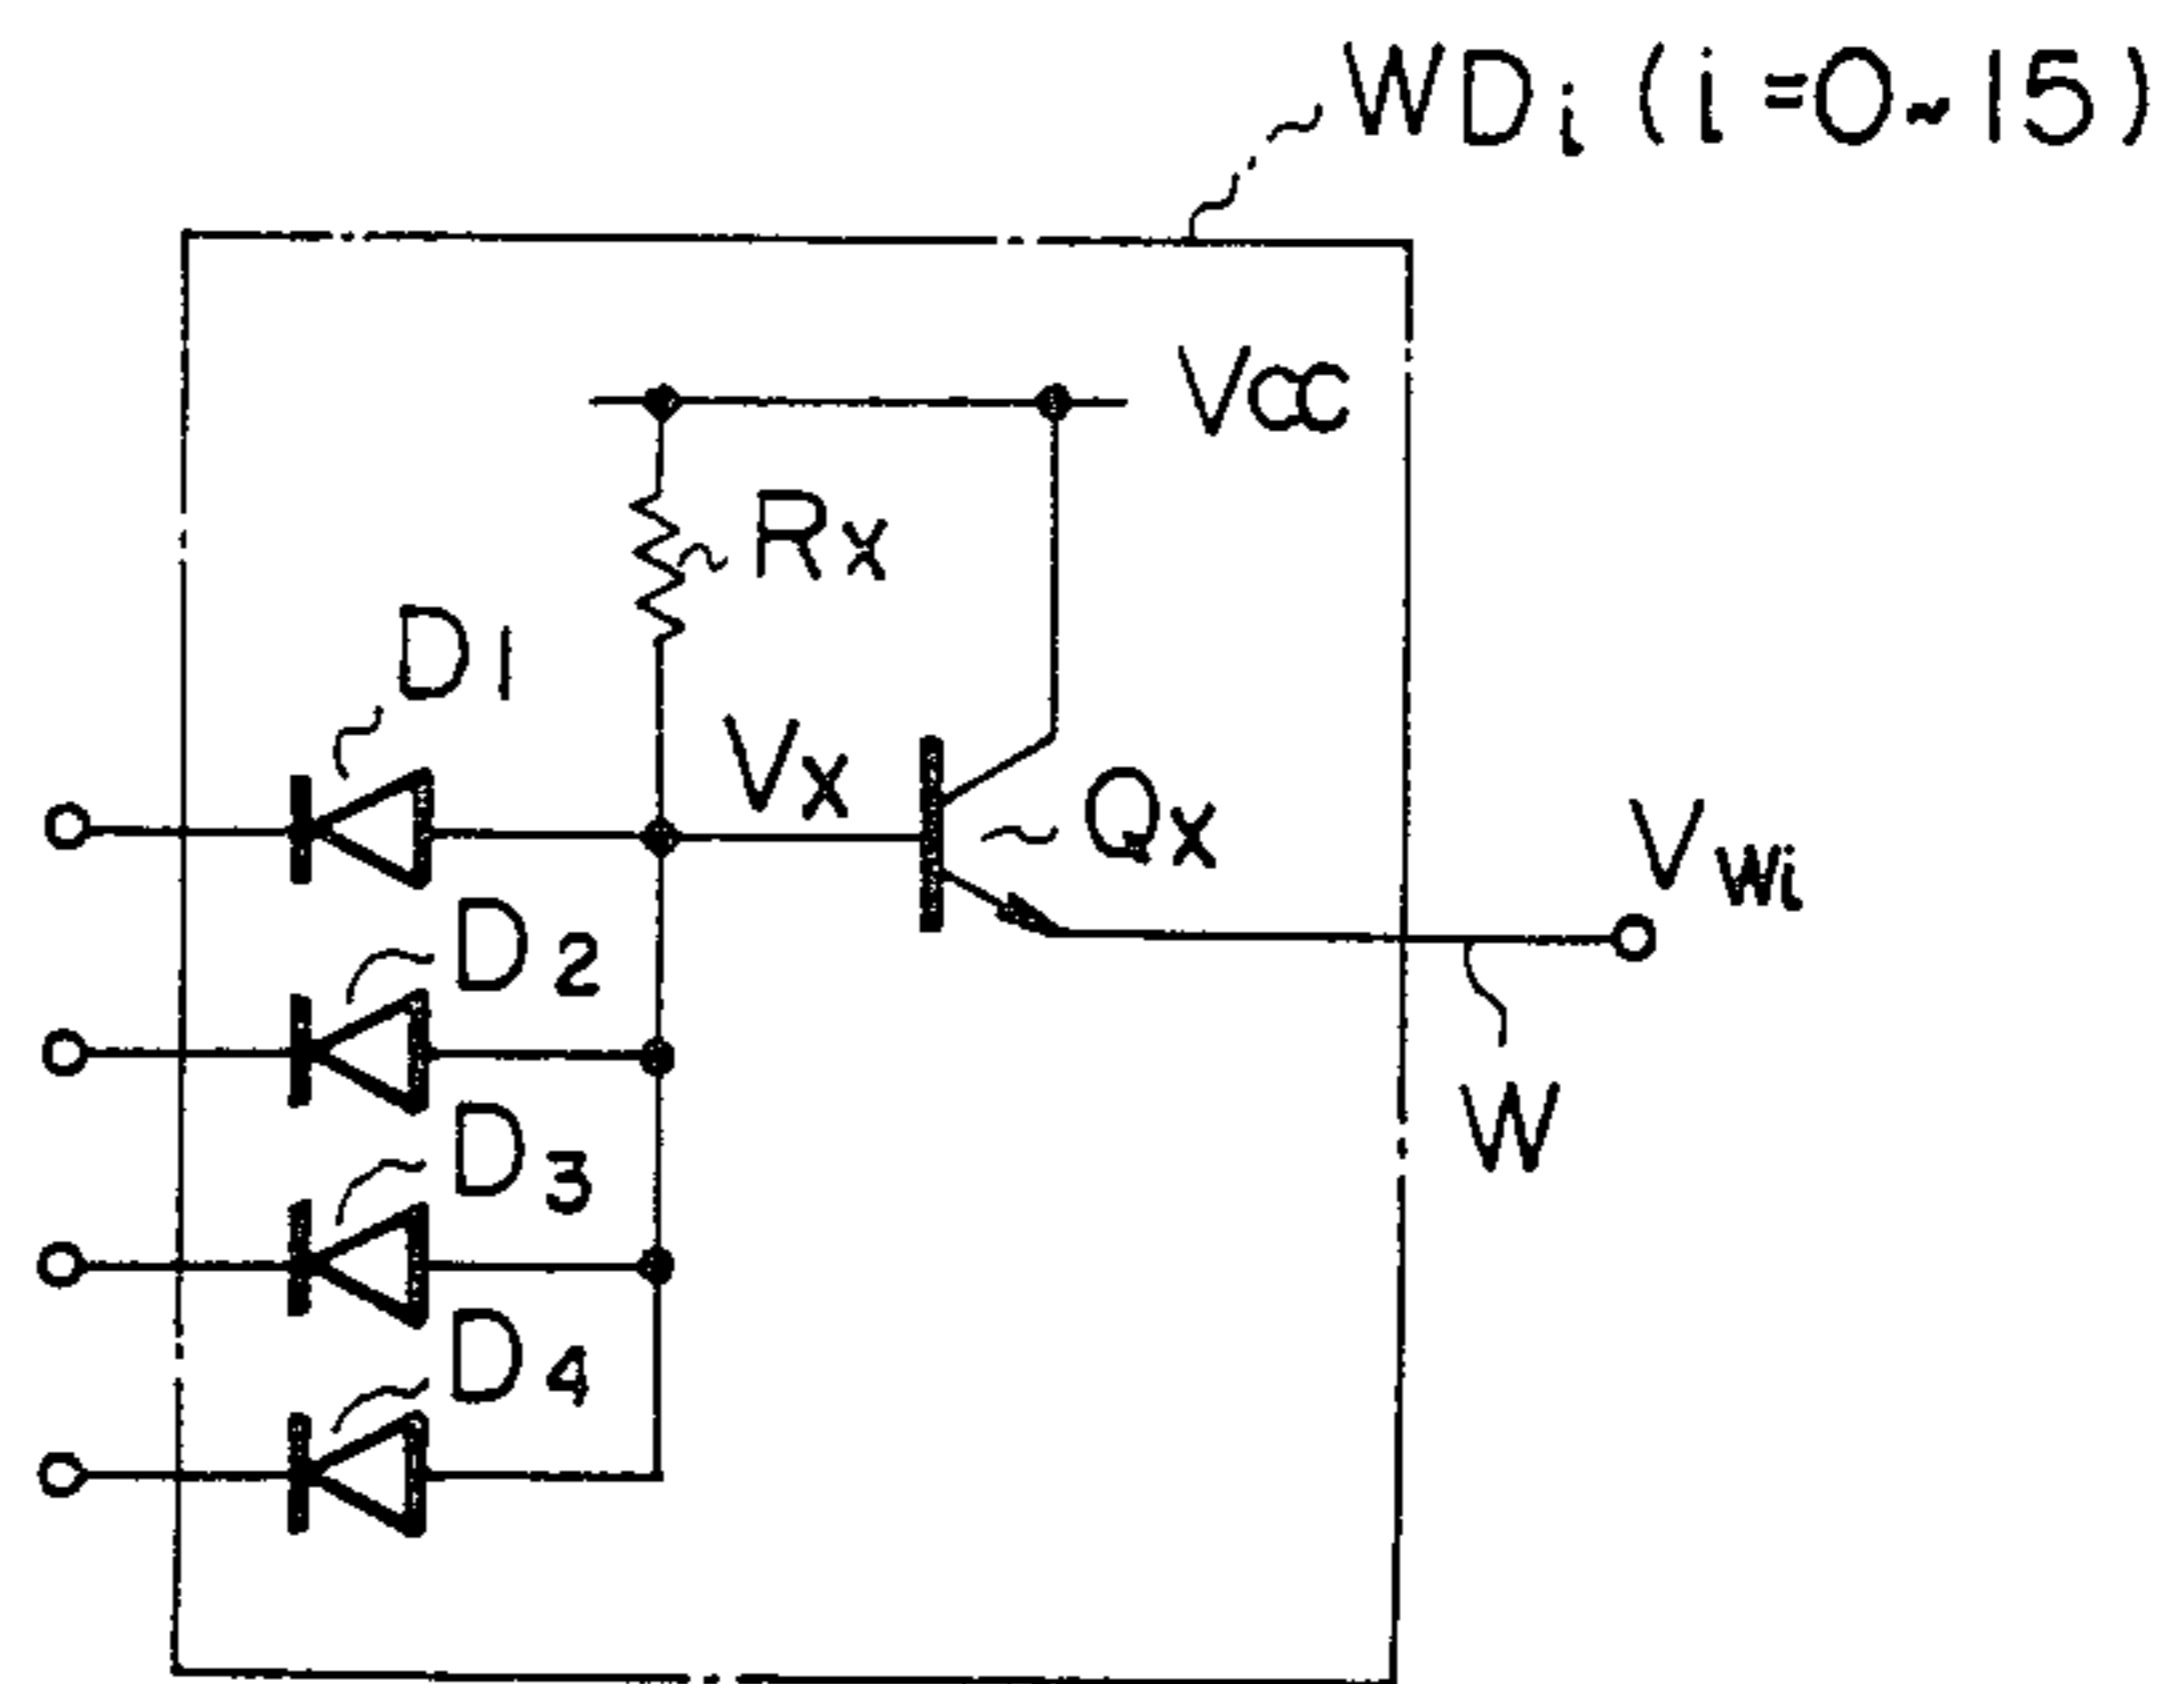 WDi (i=0~15)
Vcc
Rx
D1
Vx
Qx
VWi
D2
W
D3
D4